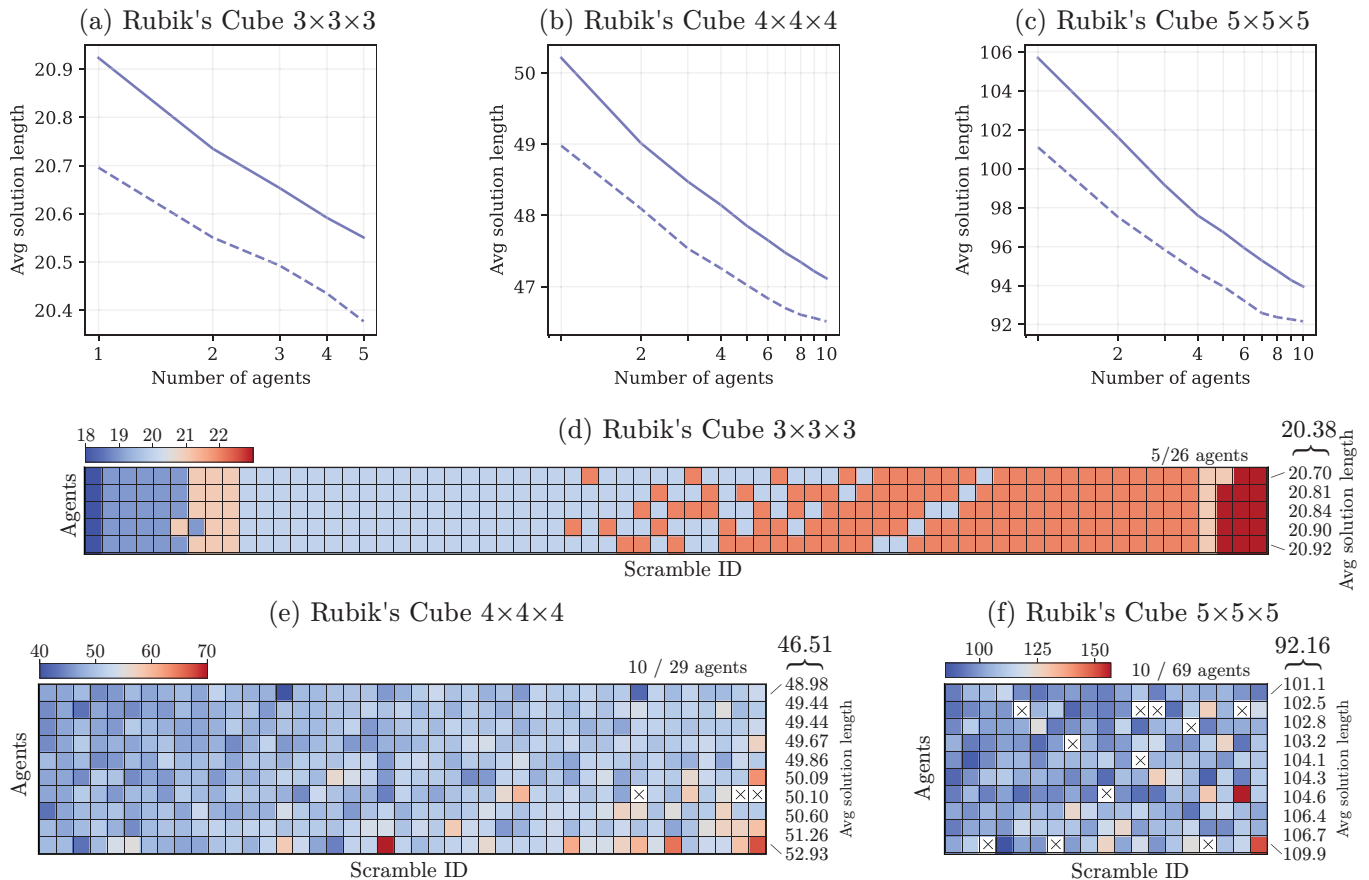 (a) Rubik's Cube 3×3×3
20.9
20.8
20.7
20.6
20.5
20.4
Avg solution length
1 2 3 4 5
Number of agents
(b) Rubik's Cube 4×4×4
50
49
48
47
Avg solution length
2 4 6 8 10
Number of agents
(c) Rubik's Cube 5×5×5
106
104
102
100
98
96
94
92
Avg solution length
2 4 6 8 10
Number of agents
(d) Rubik's Cube 3×3×3
18 19 20 21 22
5/26 agents
20.38
Agents
20.70
20.81
20.84
20.90
20.92
Avg solution length
Scramble ID
(e) Rubik's Cube 4×4×4
40 50 60 70
10 / 29 agents
46.51
Agents
48.98
49.44
49.44
49.67
49.86
50.09
50.10
50.60
51.26
52.93
Avg solution length
Scramble ID
(f) Rubik's Cube 5×5×5
100 125 150
10 / 69 agents
92.16
Agents
101.1
102.5
102.8
103.2
104.1
104.3
104.6
106.4
106.7
109.9
Avg solution length
Scramble ID